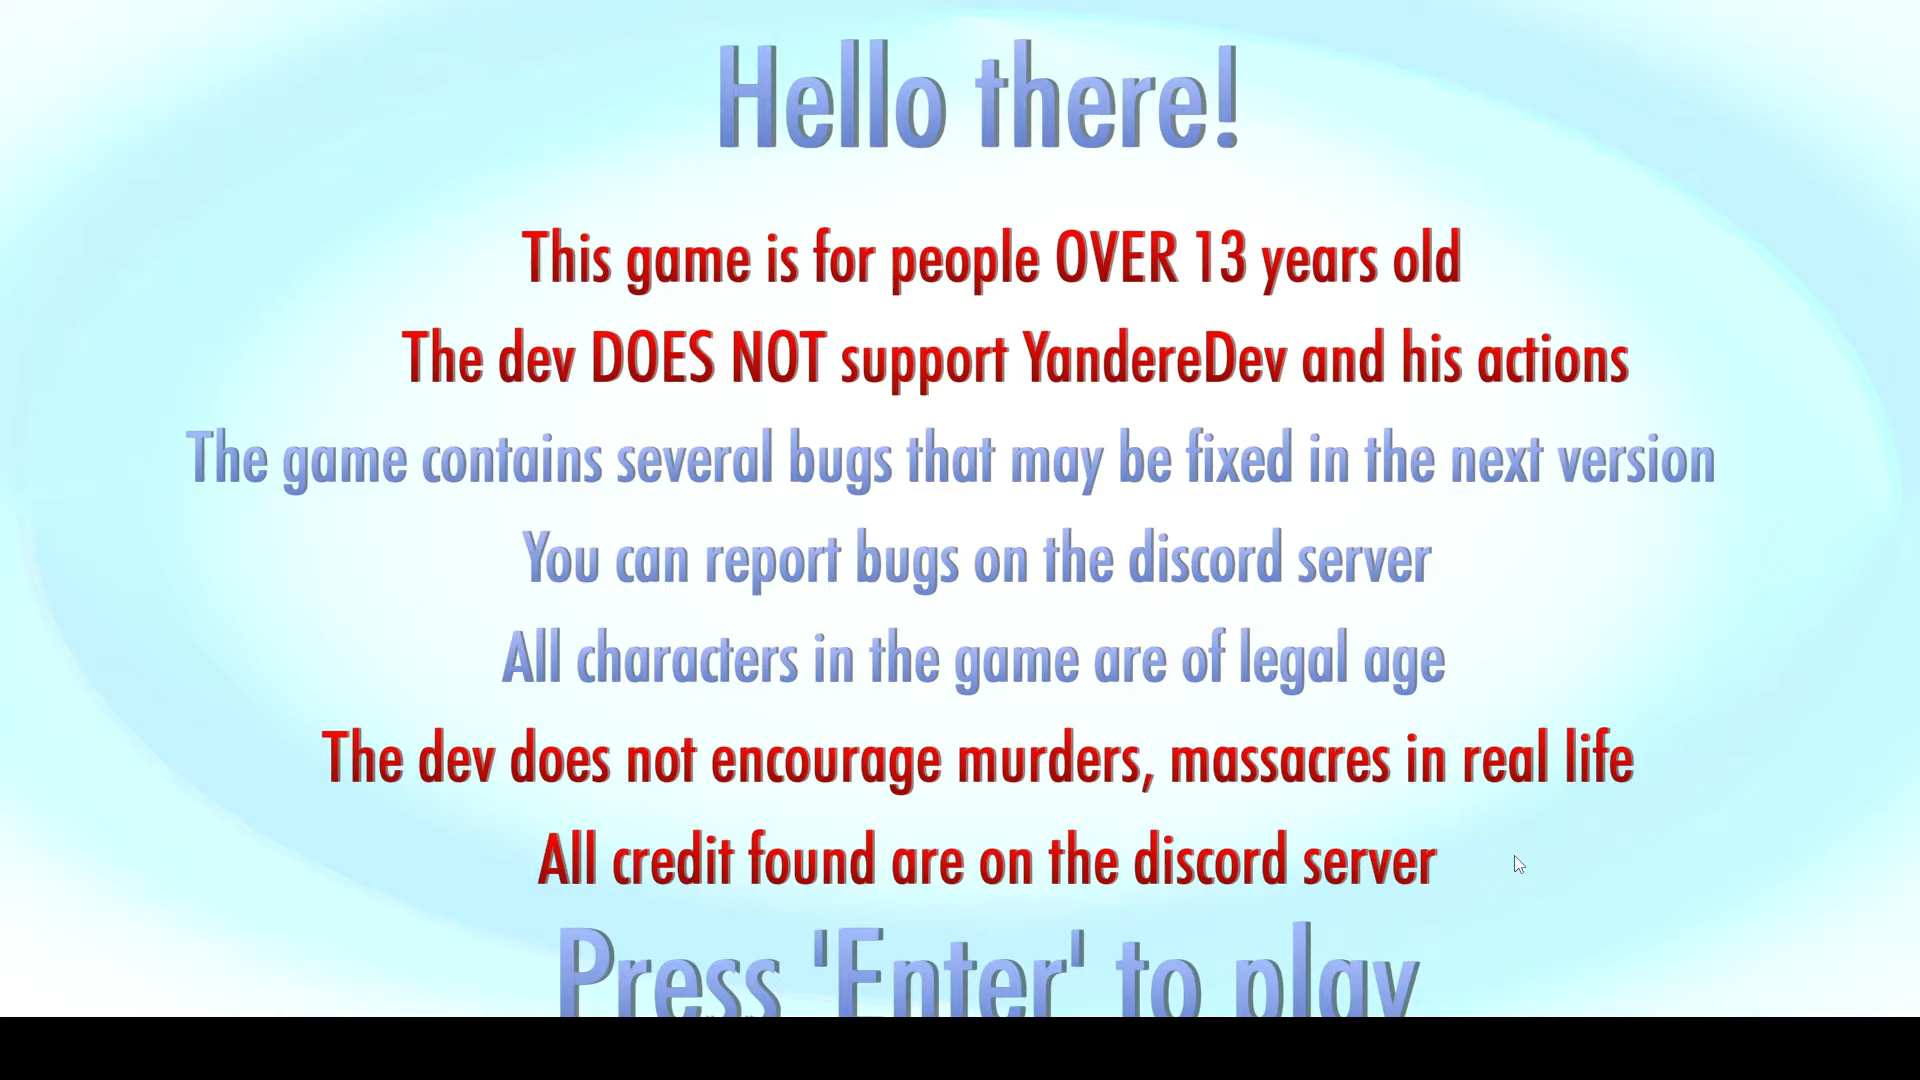 Hello there!
This game is for people OVER 13 years old
The dev DOES NOT support YandereDev and his actions
The game contains several bugs that may be fixed in the next version
You can report bugs on the discord server
All characters in the game are of legal age
The dev does not encourage murders, massacres in real life
All credit found are on the discord server
Press 'Enter' to play